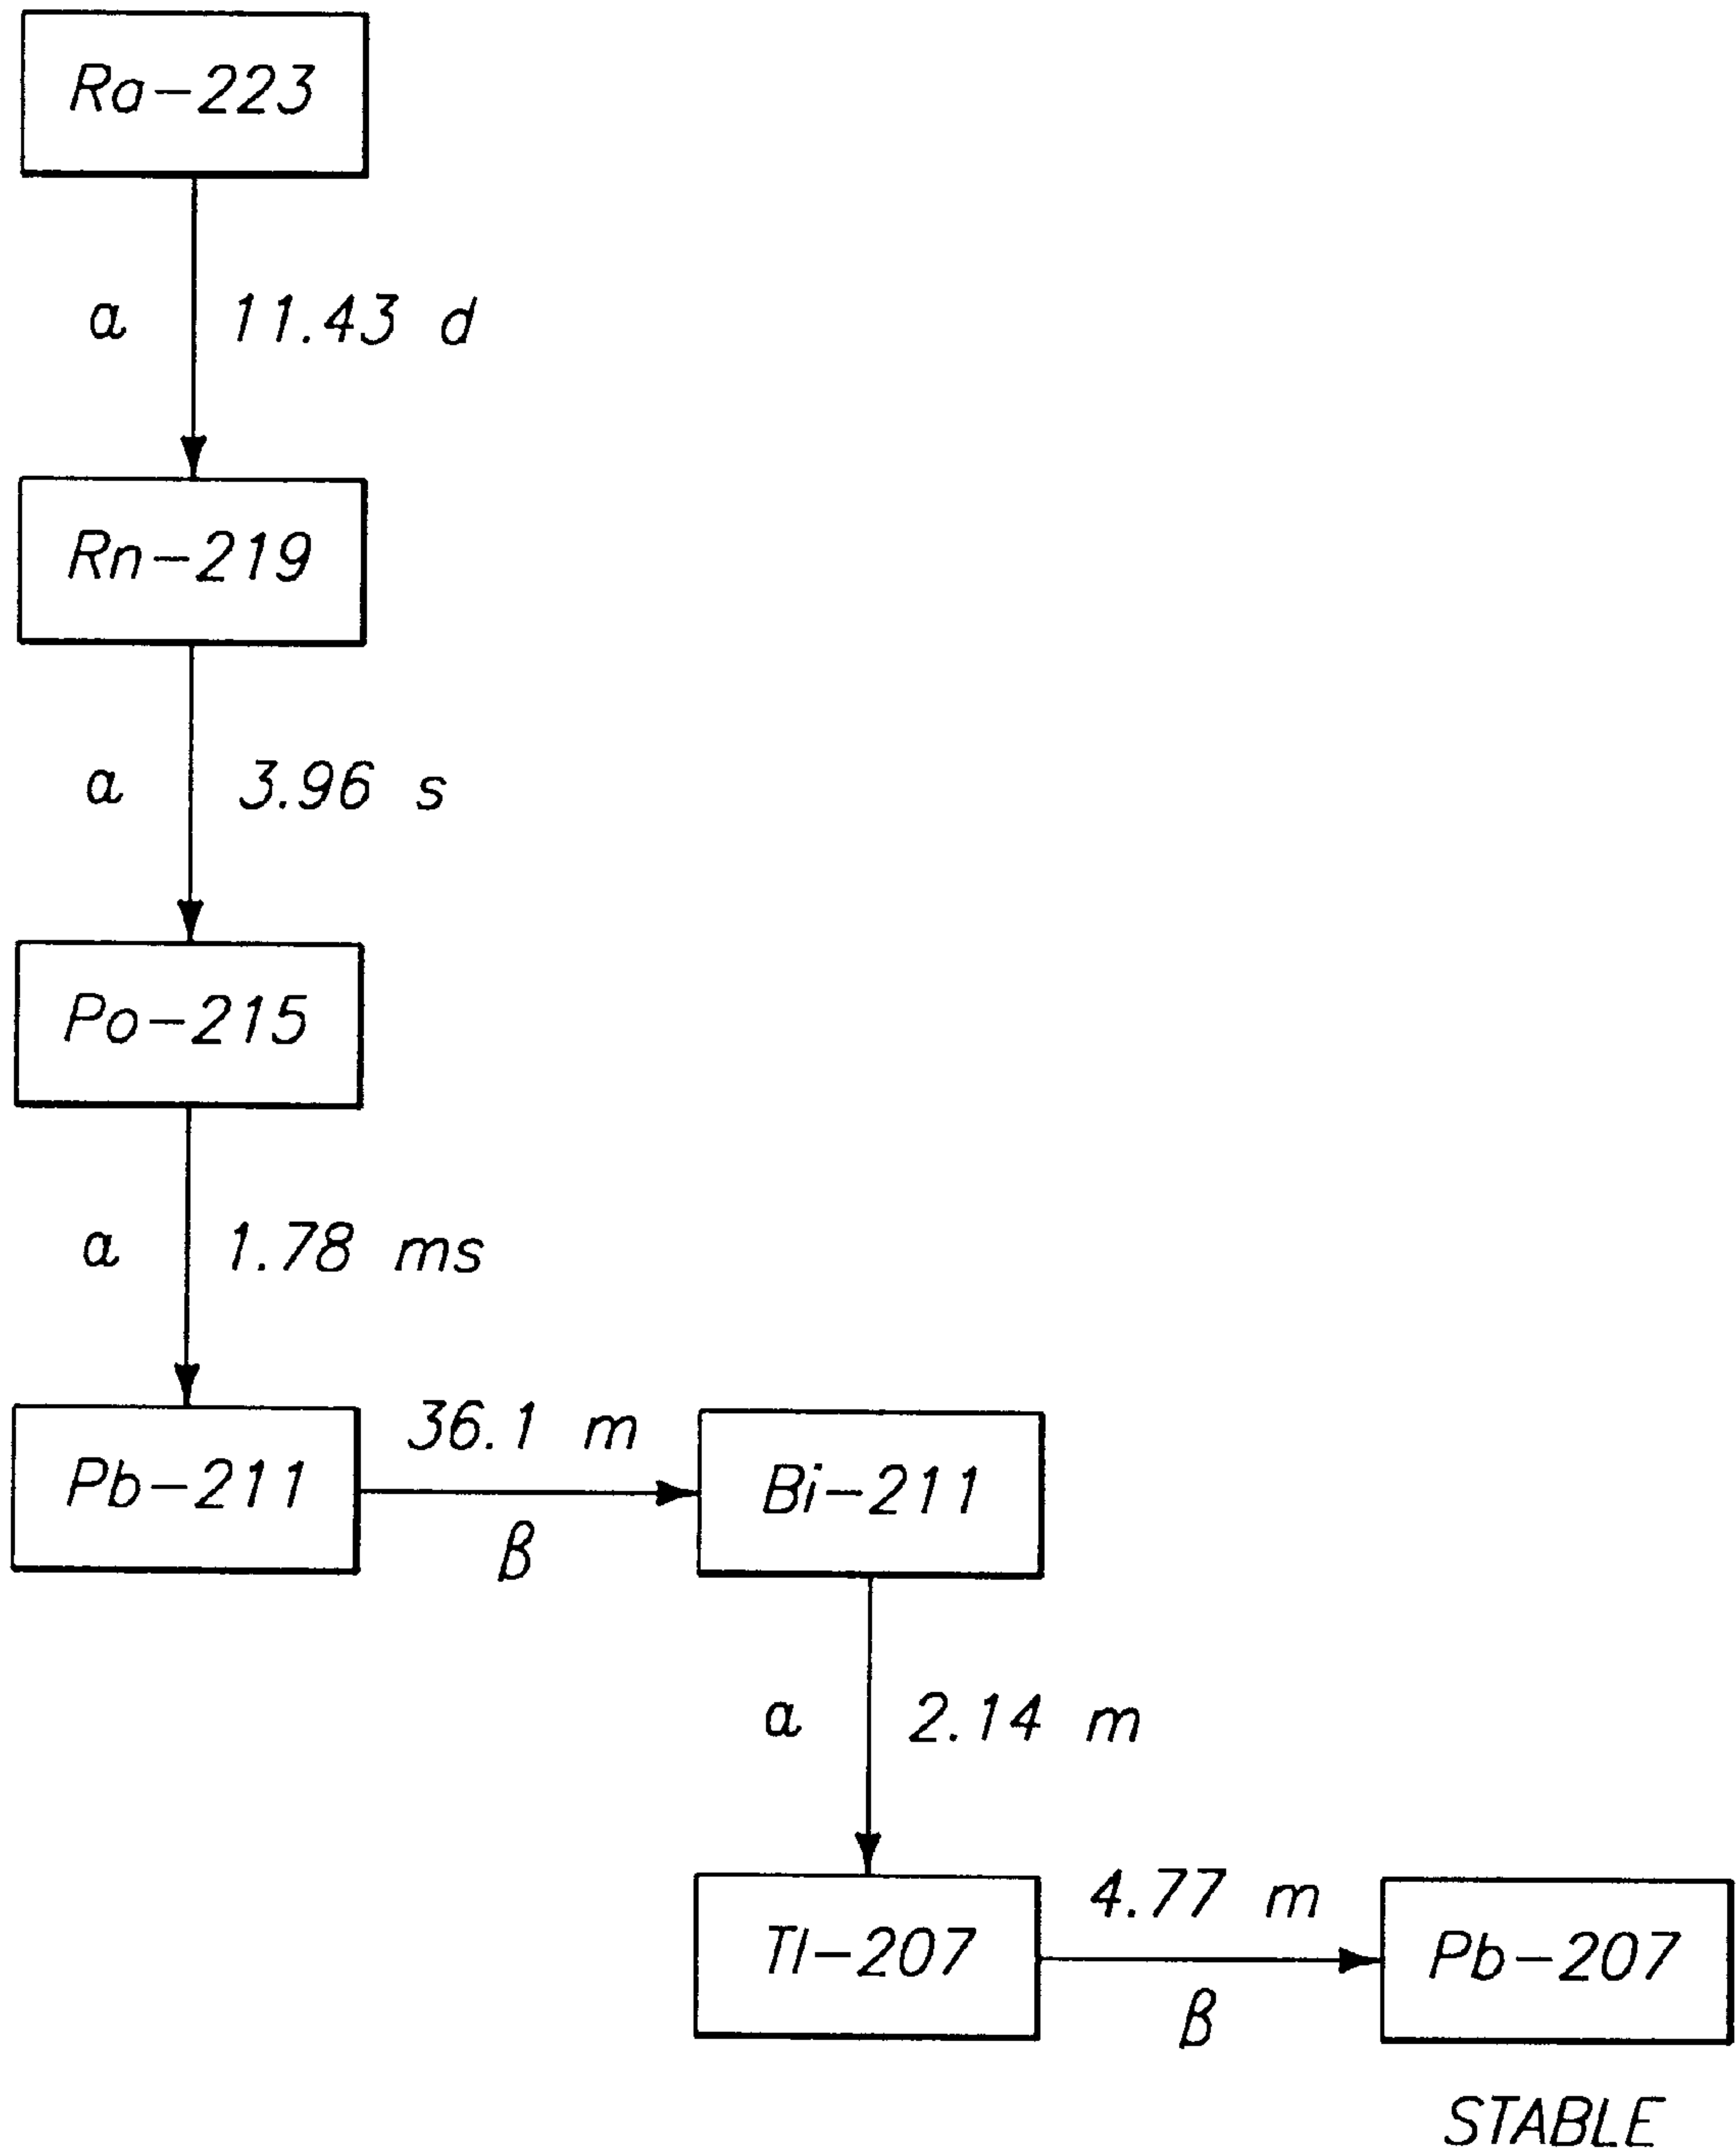 Ra-223
α 11.43 d
Rn-219
α 3.96 s
Po-215
α 1.78 ms
36.1 m
Pb-211 Bi-211
β
α 2.14 m
4.77 m
Tl-207 Pb-207
β
STABLE